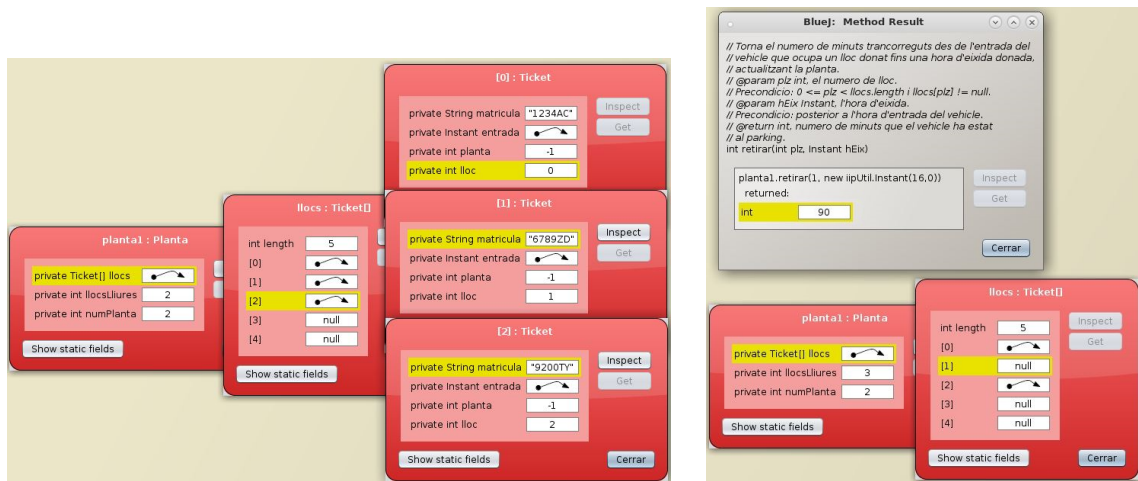 [0] : Ticket
private String matricula "1234AC"
private Instant entrada
private int planta -1
private int lloc 0
Inspect
Get
[1] : Ticket
private String matricula "6789ZD"
private Instant entrada
private int planta -1
private int lloc 1
Inspect
Get
[2] : Ticket
private String matricula "9200TY"
private Instant entrada
private int planta -1
private int lloc 2
Inspect
Get
Show static fields
Cerrar
llocs : Ticket[]
int length 5
[0]
[1]
[2]
[3] null
[4] null
Show static fields
planta1 : Planta
private Ticket[] llocs
private int llocsLliures 2
private int numPlanta 2
Show static fields
BlueJ: Method Result
// Torna el numero de minuts trancorreguts des de l'entrada del
// vehicle que ocupa un lloc donat fins una hora d'eixida donada,
// actualitzant la planta.
// @param plz int, el numero de lloc.
// Precondicio: 0 <= plz < llocs.length i llocs[plz] != null.
// @param hEix Instant, l'hora d'eixida.
// Precondicio: posterior a l'hora d'entrada del vehicle.
// @return int. numero de minuts que el vehicle ha estat
// al parking.
int retirar(int plz, Instant hEix)
planta1.retirar(1, new iipUtil.Instant(16,0))
returned:
int 90
Inspect
Get
Cerrar
planta1 : Planta
private Ticket[] llocs
private int llocsLliures 3
private int numPlanta 2
Show static fields
llocs : Ticket[]
int length 5
[0]
[1] null
[2]
[3] null
[4] null
Inspect
Get
Show static fields
Cerrar